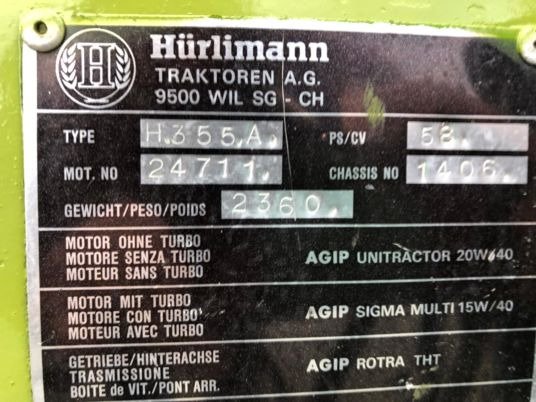 H
Hürlimann
TRAKTOREN A.G.
9500 WIL SG - CH
TYPE H.355.A. PS/CV 58.
MOT. NO 24711. CHASSIS NO 1406.
GEWICHT/PESO/POIDS 2360.
MOTOR OHNE TURBO
MOTORE SENZA TURBO
MOTEUR SANS TURBO
AGIP UNITRACTOR 20W/40
MOTOR MIT TURBO
MOTORE CON TURBO
MOTEUR AVEC TURBO
AGIP SIGMA MULTI 15W/40
GETRIEBE/HINTERACHSE
TRASMISSIONE
BOITE de VIT./PONT ARR.
AGIP ROTRA THT